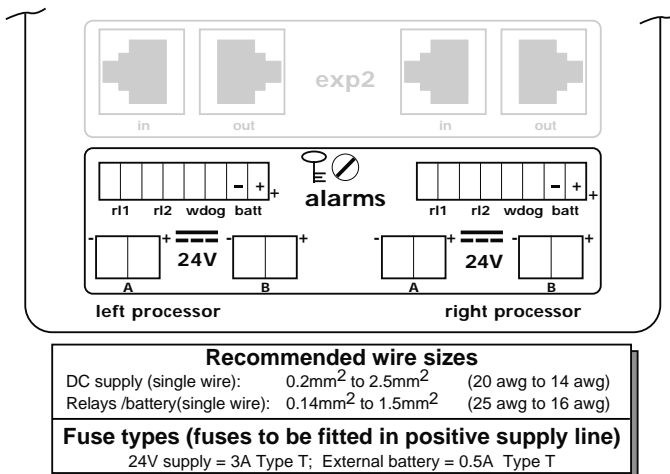 exp2
in out in out
alarms
- + + - + +
rl1 rl2 wdog batt rl1 rl2 wdog batt
- + - + - + - +
24V 24V
A B A B
left processor right processor
Recommended wire sizes
DC supply (single wire): 0.2mm2 to 2.5mm2 (20 awg to 14 awg)
Relays /battery(single wire): 0.14mm2 to 1.5mm2 (25 awg to 16 awg)
Fuse types (fuses to be fitted in positive supply line)
24V supply = 3A Type T; External battery = 0.5A Type T